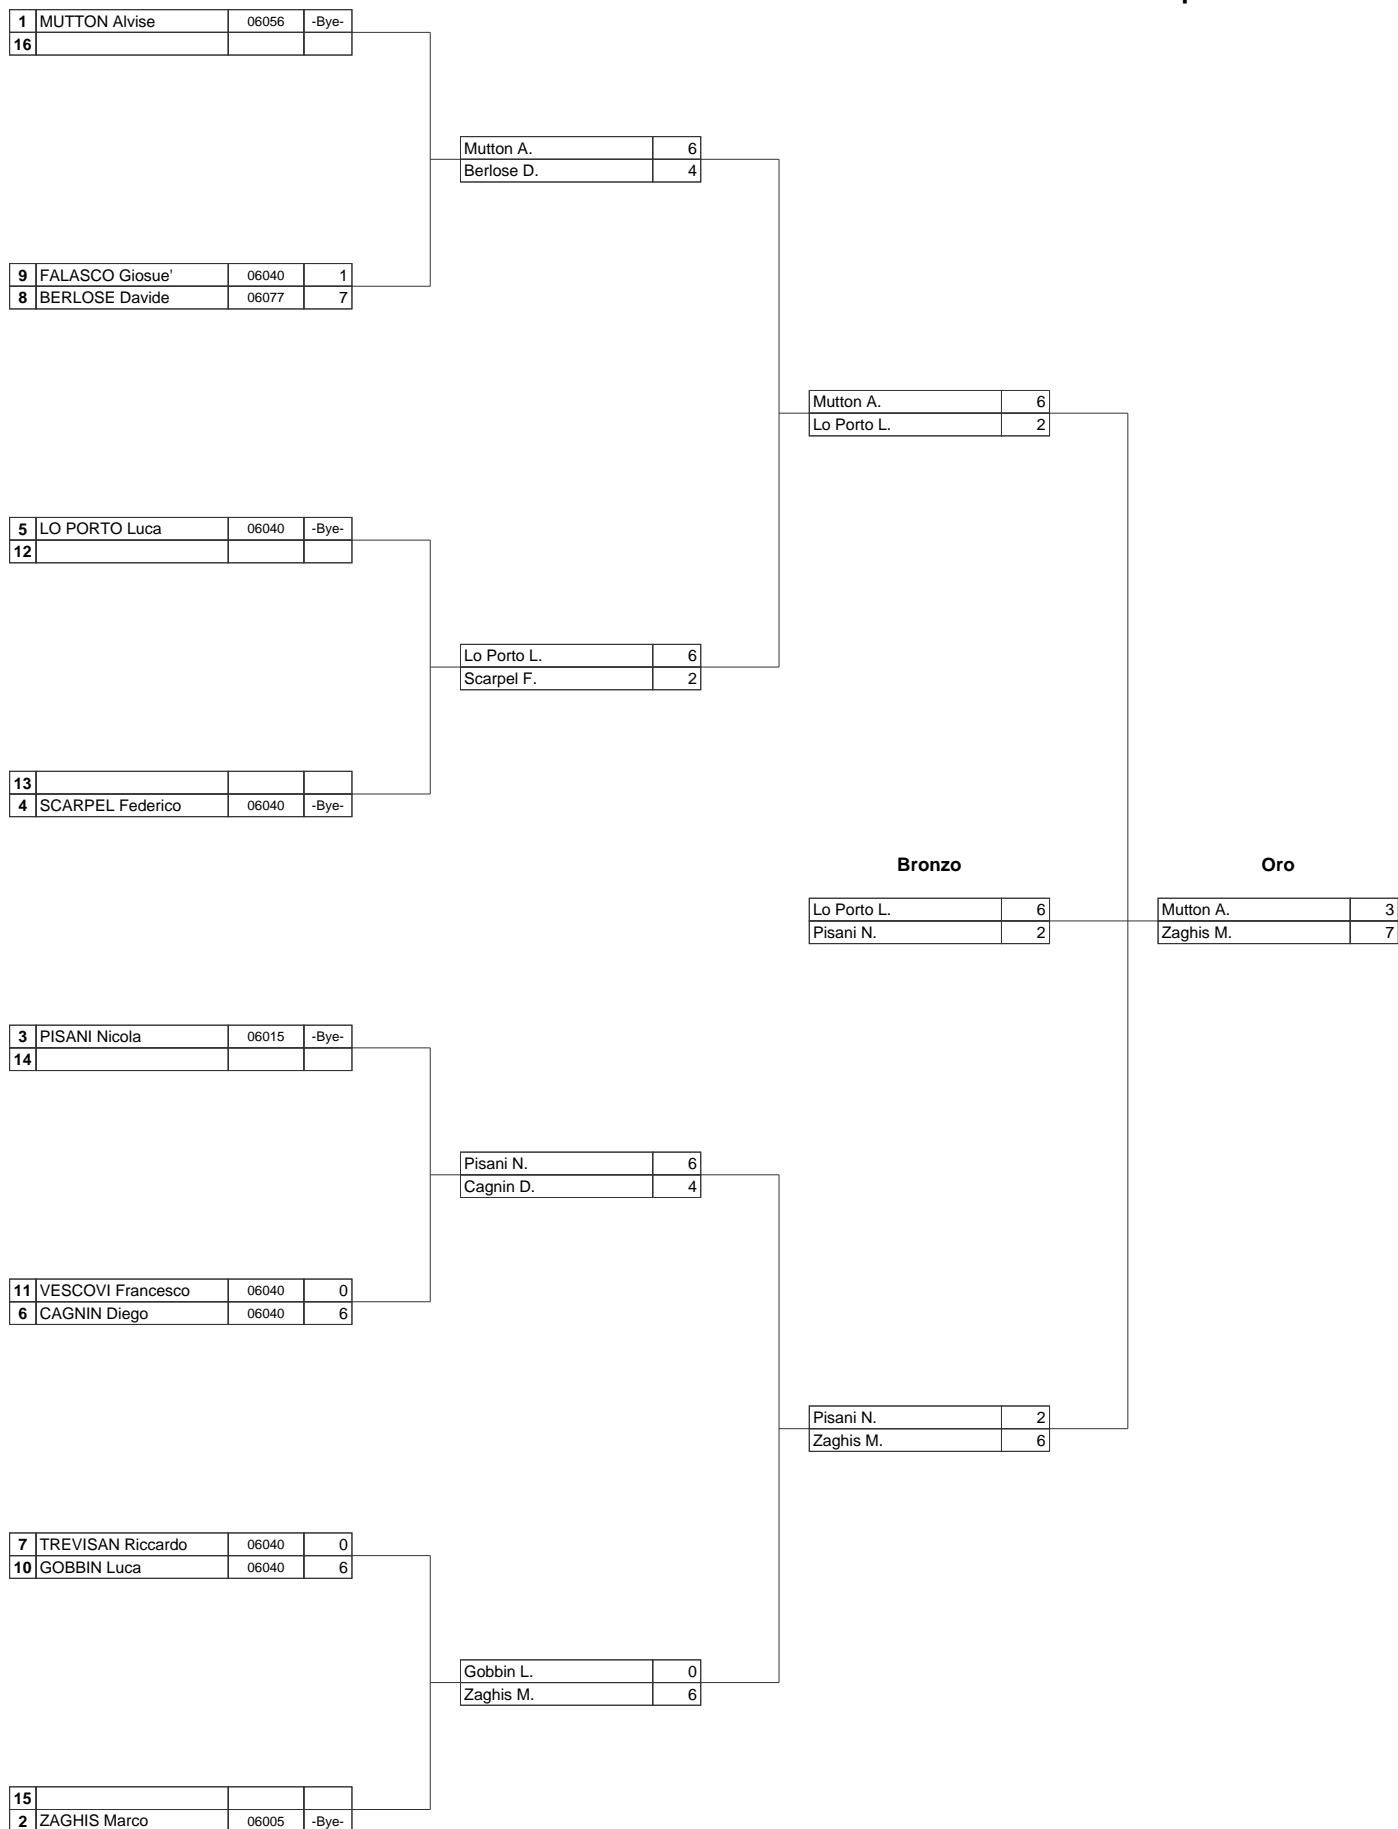 1 MUTTON Alvise 06056 -Bye-
16
Mutton A. 6
Berlose D. 4
9 FALASCO Giosue' 06040 1
8 BERLOSE Davide 06077 7
Mutton A. 6
Lo Porto L. 2
5 LO PORTO Luca 06040 -Bye-
12
Lo Porto L. 6
Scarpel F. 2
13
4 SCARPEL Federico 06040 -Bye-
Bronzo Oro
Lo Porto L. 6 Mutton A. 3
Pisani N. 2 Zaghis M. 7
3 PISANI Nicola 06015 -Bye-
14
Pisani N. 6
Cagnin D. 4
11 VESCOVI Francesco 06040 0
6 CAGNIN Diego 06040 6
Pisani N. 2
Zaghis M. 6
7 TREVISAN Riccardo 06040 0
10 GOBBIN Luca 06040 6
Gobbin L. 0
Zaghis M. 6
15
2 ZAGHIS Marco 06005 -Bye-